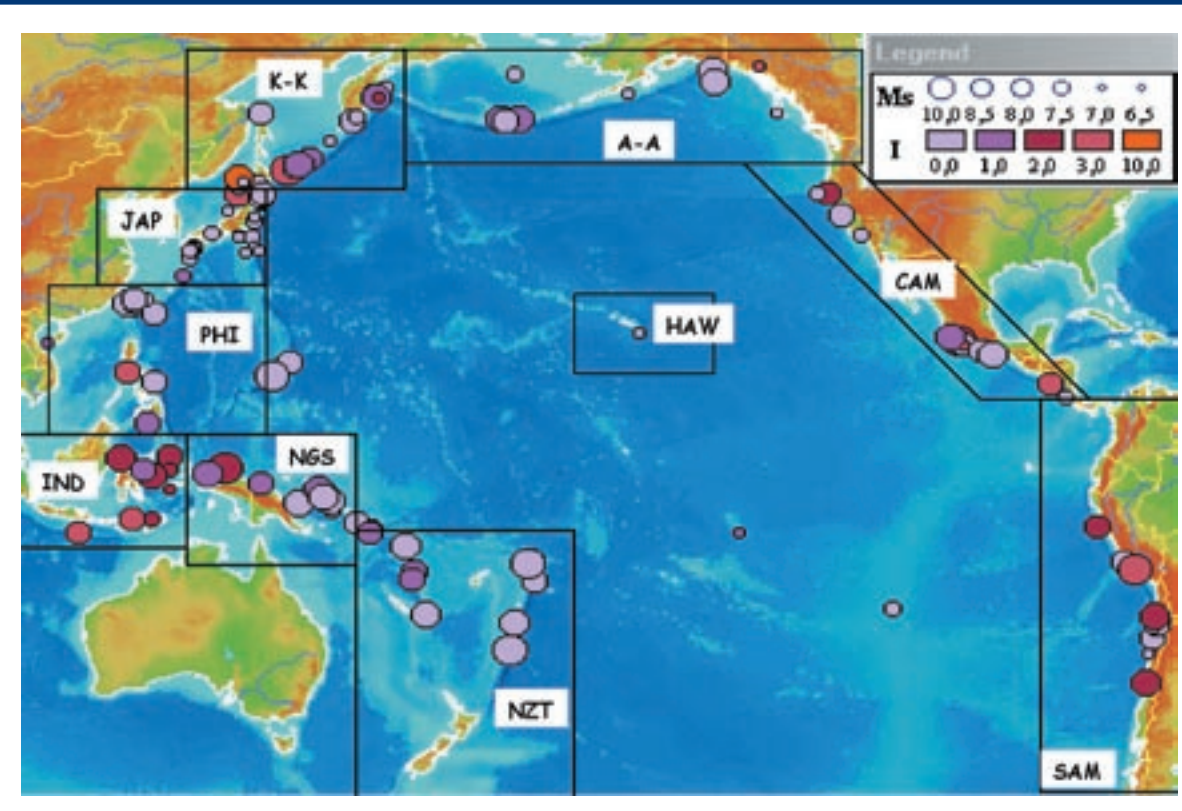 Legend
Ms
10,0 8,5 8,0 7,5 7,0 6,5
I
0,0 1,0 2,0 3,0 10,0
K-K
A-A
JAP
CAM
PHI
HAW
NGS
IND
NZT
SAM